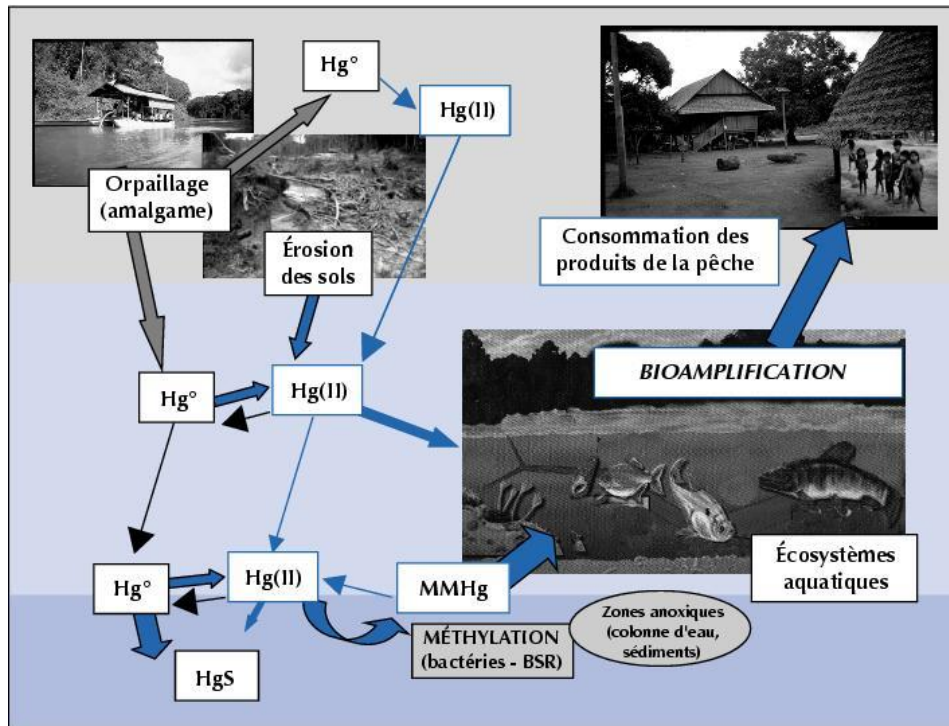 Hg°
Hg(II)
Orpaillage
(amalgame)
Érosion
des sols
Consommation des
produits de la pêche
BIOAMPLIFICATION
Hg°
Hg(II)
Écosystèmes
aquatiques
Hg°
Hg(II)
MMHg
Zones anoxiques
(colonne d'eau,
sédiments)
MÉTHYLATION
(bactéries - BSR)
HgS